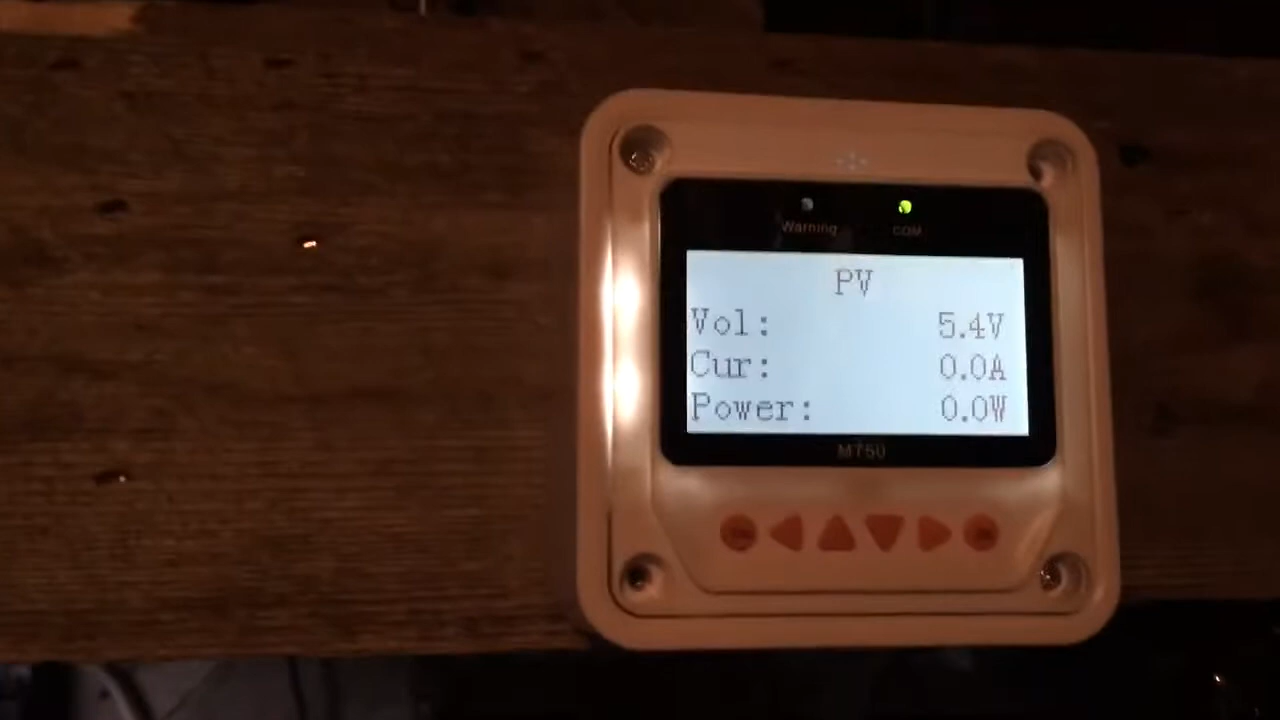 Warning COM
PV
Vol: 5.4V
Cur: 0.0A
Power: 0.0W
MT50